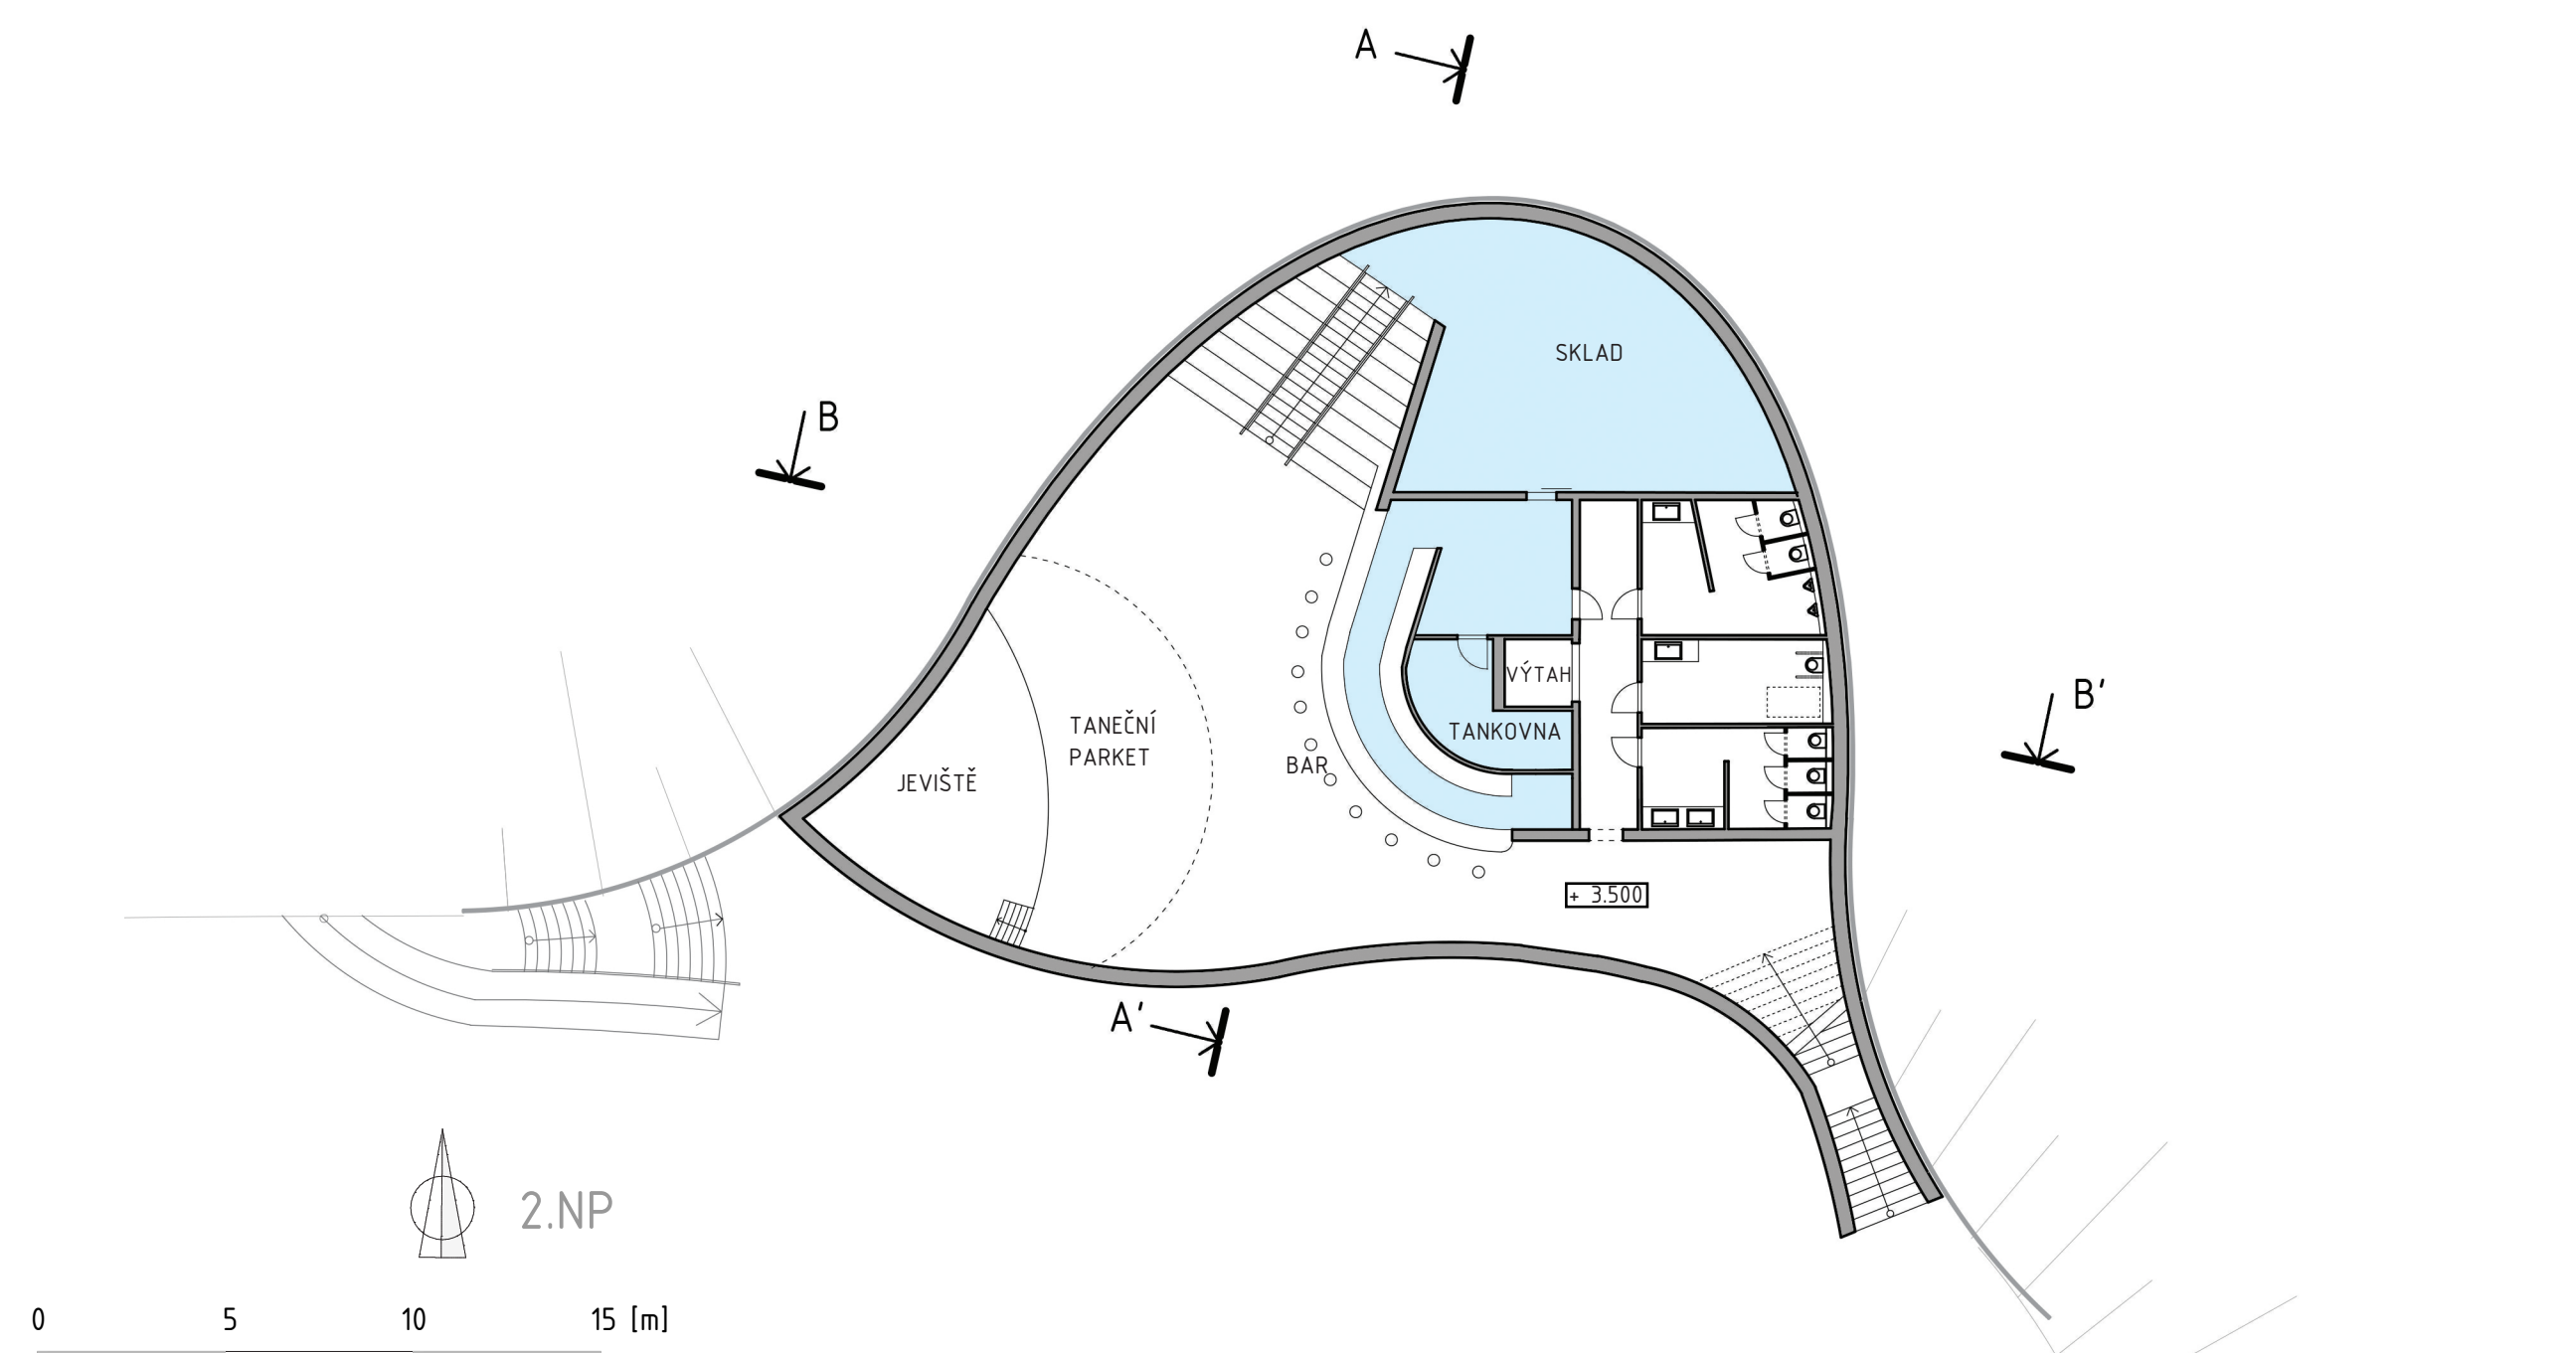 A
SKLAD
B
VÝTAH
B'
TANEČNÍ
PARKET
TANKOVNA
BAR
JEVIŠTĚ
+ 3.500
A'
2.NP
0 5 10 15 [m]